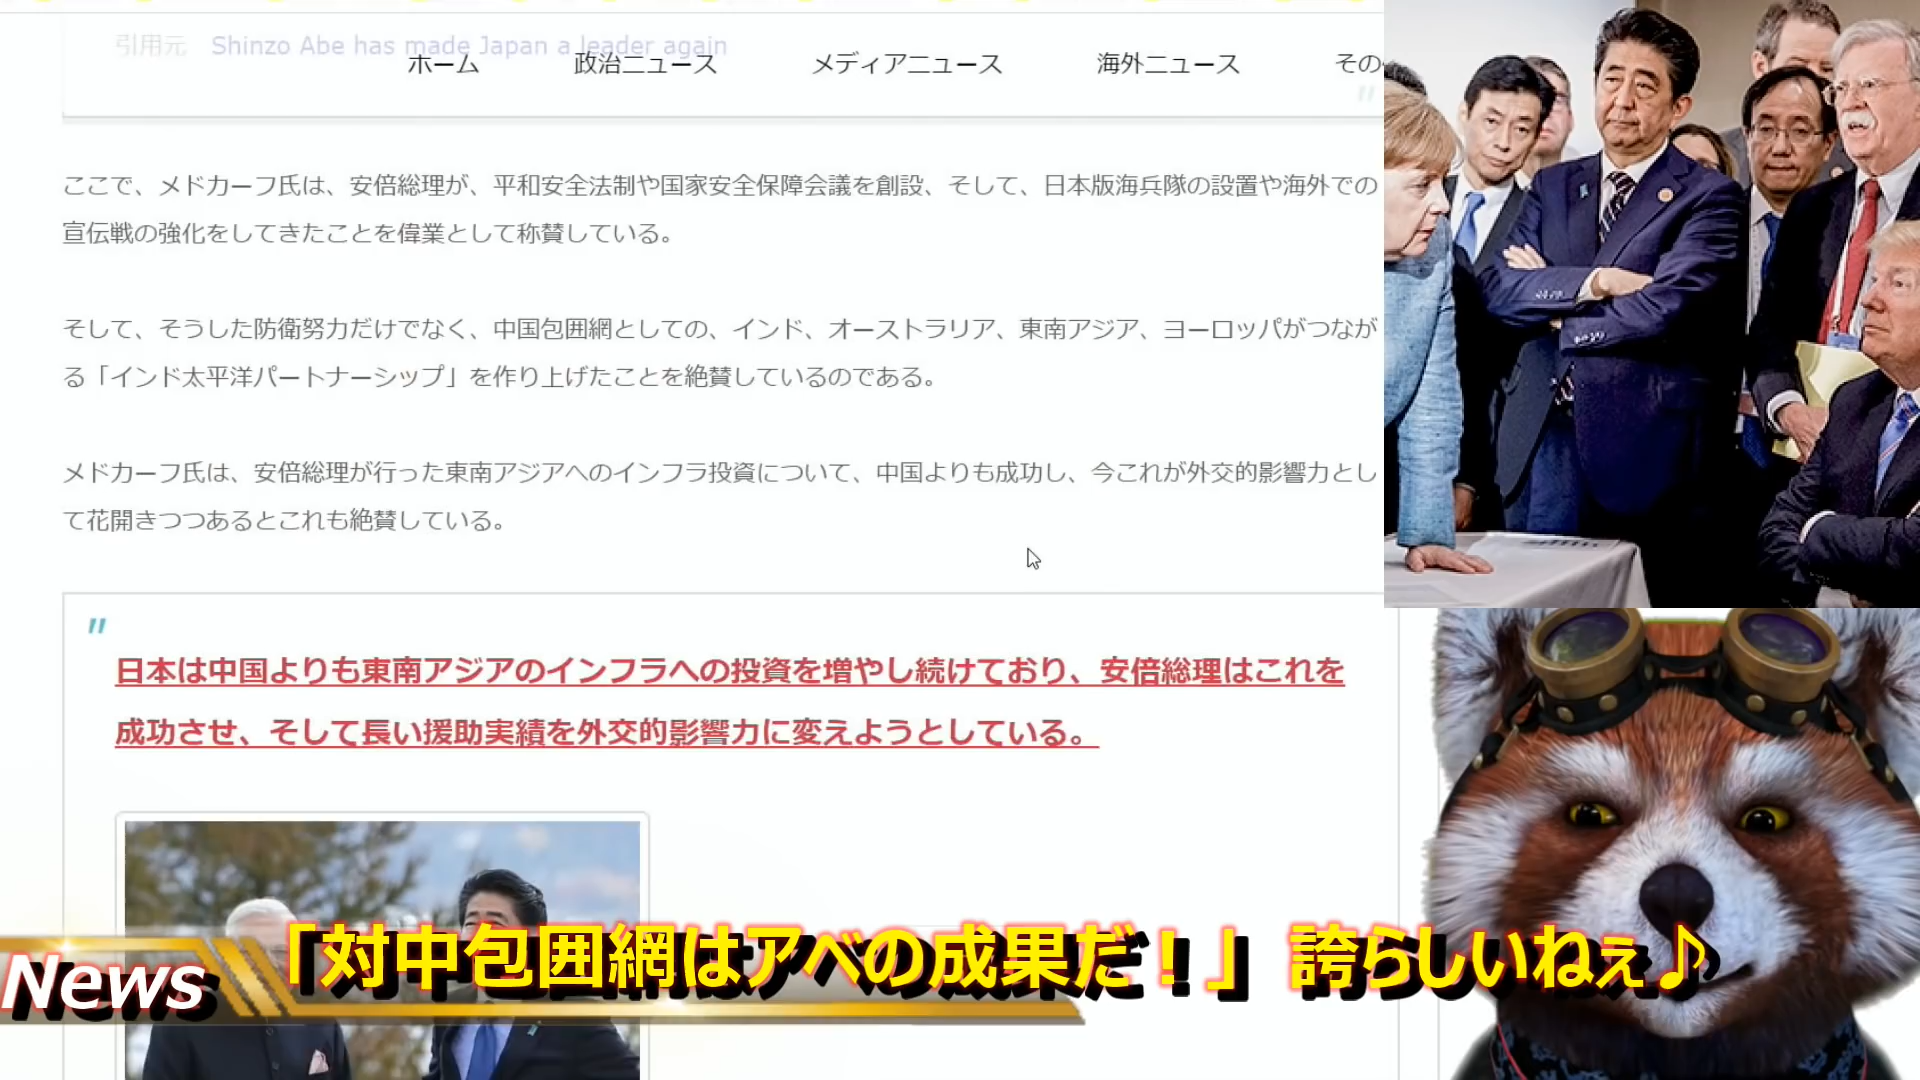 引用元 Shinzo Abe has made Japan a leader again
ホーム 政治ニュース メディアニュース 海外ニュース その
ここで、メドカーフ氏は、安倍総理が、平和安全法制や国家安全保障会議を創設、そして、日本版海兵隊の設置や海外での
宣伝戦の強化をしてきたことを偉業として称賛している。
そして、そうした防衛努力だけでなく、中国包囲網としての、インド、オーストラリア、東南アジア、ヨーロッパがつなが
る「インド太平洋パートナーシップ」を作り上げたことを絶賛しているのである。
メドカーフ氏は、安倍総理が行った東南アジアへのインフラ投資について、中国よりも成功し、今これが外交的影響力とし
て花開きつつあるとこれも絶賛している。
日本は中国よりも東南アジアのインフラへの投資を増やし続けており、安倍総理はこれを
成功させ、そして長い援助実績を外交的影響力に変えようとしている。
News
「対中包囲網はアベの成果だ！」誇らしいねぇ♪